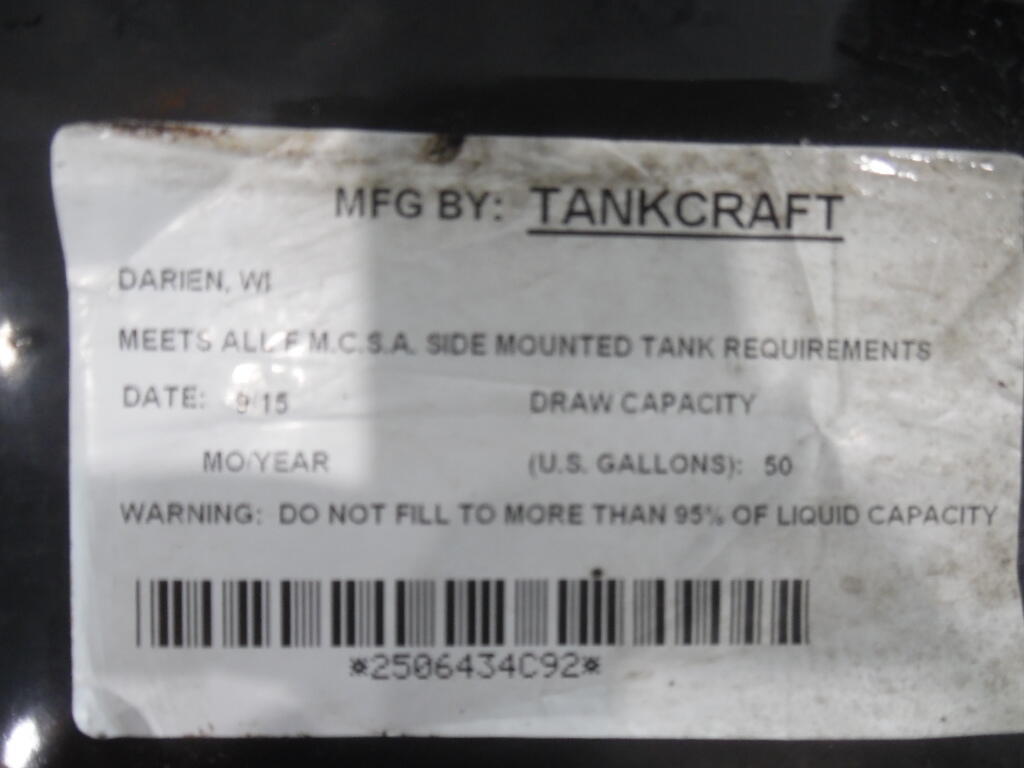 MFG BY: TANKCRAFT
DARIEN, WI
MEETS ALL F.M.C.S.A. SIDE MOUNTED TANK REQUIREMENTS
DATE: 9/15 DRAW CAPACITY
MO/YEAR (U.S. GALLONS): 50
WARNING: DO NOT FILL TO MORE THAN 95% OF LIQUID CAPACITY
*2506434C92*